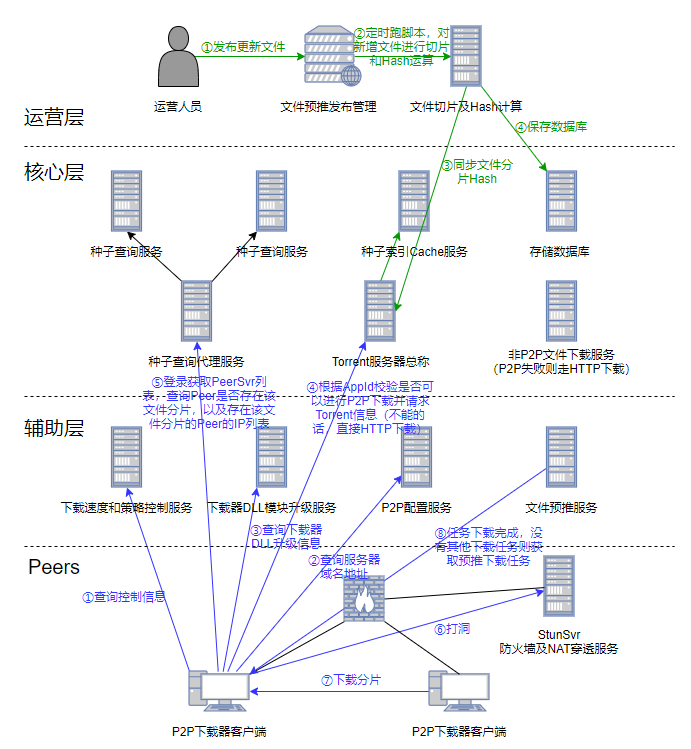 ①发布更新文件
②定时跑脚本，对
新增文件进行切片
和Hash运算
运营人员
文件预推发布管理
文件切片及Hash计算
运营层
④保存数据库
核心层
③同步文件分
片Hash
种子查询服务
种子查询服务
种子索引Cache服务
存储数据库
种子查询代理服务
Torrent服务器总称
非P2P文件下载服务
（P2P失败则走HTTP下载）
⑤登录获取PeerSvr列
表，查询Peer是否存在该
文件分片，以及存在该文
件分片的Peer的IP列表
④根据AppId校验是否可
以进行P2P下载并请求
Torrent信息（不能的
话，直接HTTP下载）
辅助层
下载速度和策略控制服务
下载器DLL模块升级服务
P2P配置服务
文件预推服务
③查询下载器
DLL升级信息
⑧任务下载完成，没
有其他下载任务则获
取预推下载任务
Peers
②查询服务器
域名地址
①查询控制信息
⑥打洞
StunSvr
防火墙及NAT穿透服务
⑦下载分片
P2P下载器客户端
P2P下载器客户端